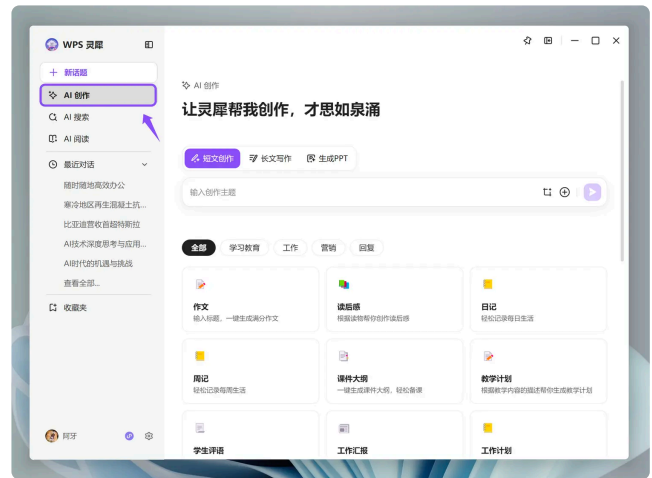 WPS 灵犀
新话题
AI 创作
AI 搜索
AI 阅读
最近对话
随时随地高效办公
寒冷地区再生混凝土抗...
比亚迪营收首超特斯拉
AI技术深度思考与应用...
AI时代的机遇与挑战
查看全部...
收藏夹
阿牙
AI 创作
让灵犀帮我创作，才思如泉涌
短文创作 长文写作 生成PPT
输入创作主题
全部 学习教育 工作 营销 回复
作文
输入标题，一键生成满分作文
读后感
根据读物帮你创作读后感
日记
轻松记录每日生活
周记
轻松记录每周生活
课件大纲
一键生成课件大纲，轻松备课
教学计划
根据教学内容的描述帮你生成教学计划
学生评语
工作汇报
工作计划